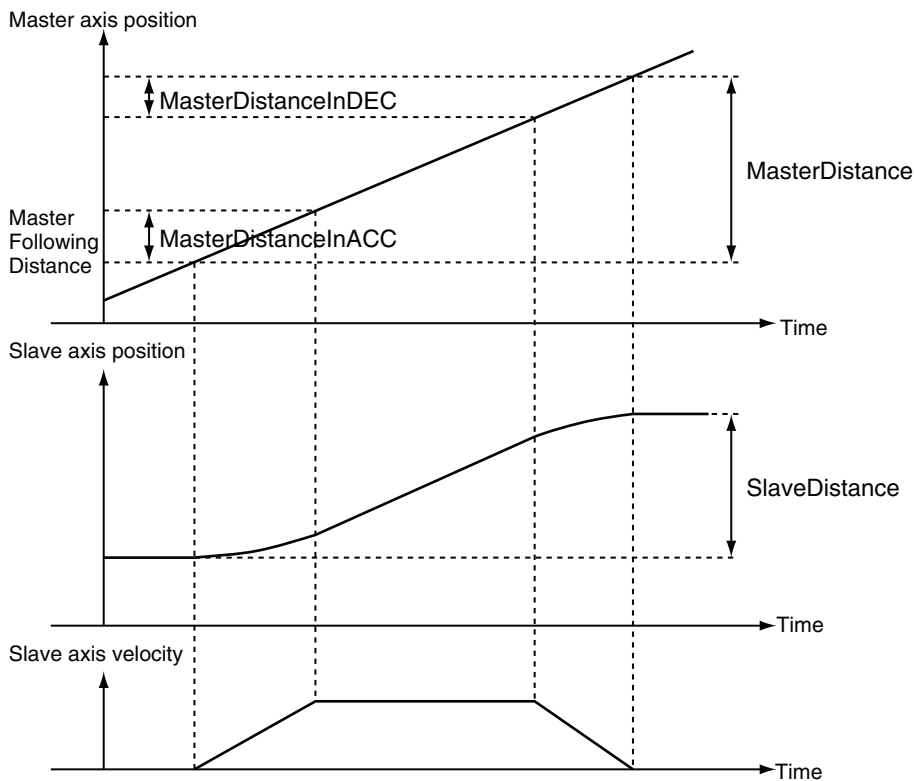 Master axis position
MasterDistanceInDEC
MasterDistance
Master
Following
Distance
MasterDistanceInACC
Time
Slave axis position
SlaveDistance
Time
Slave axis velocity
Time